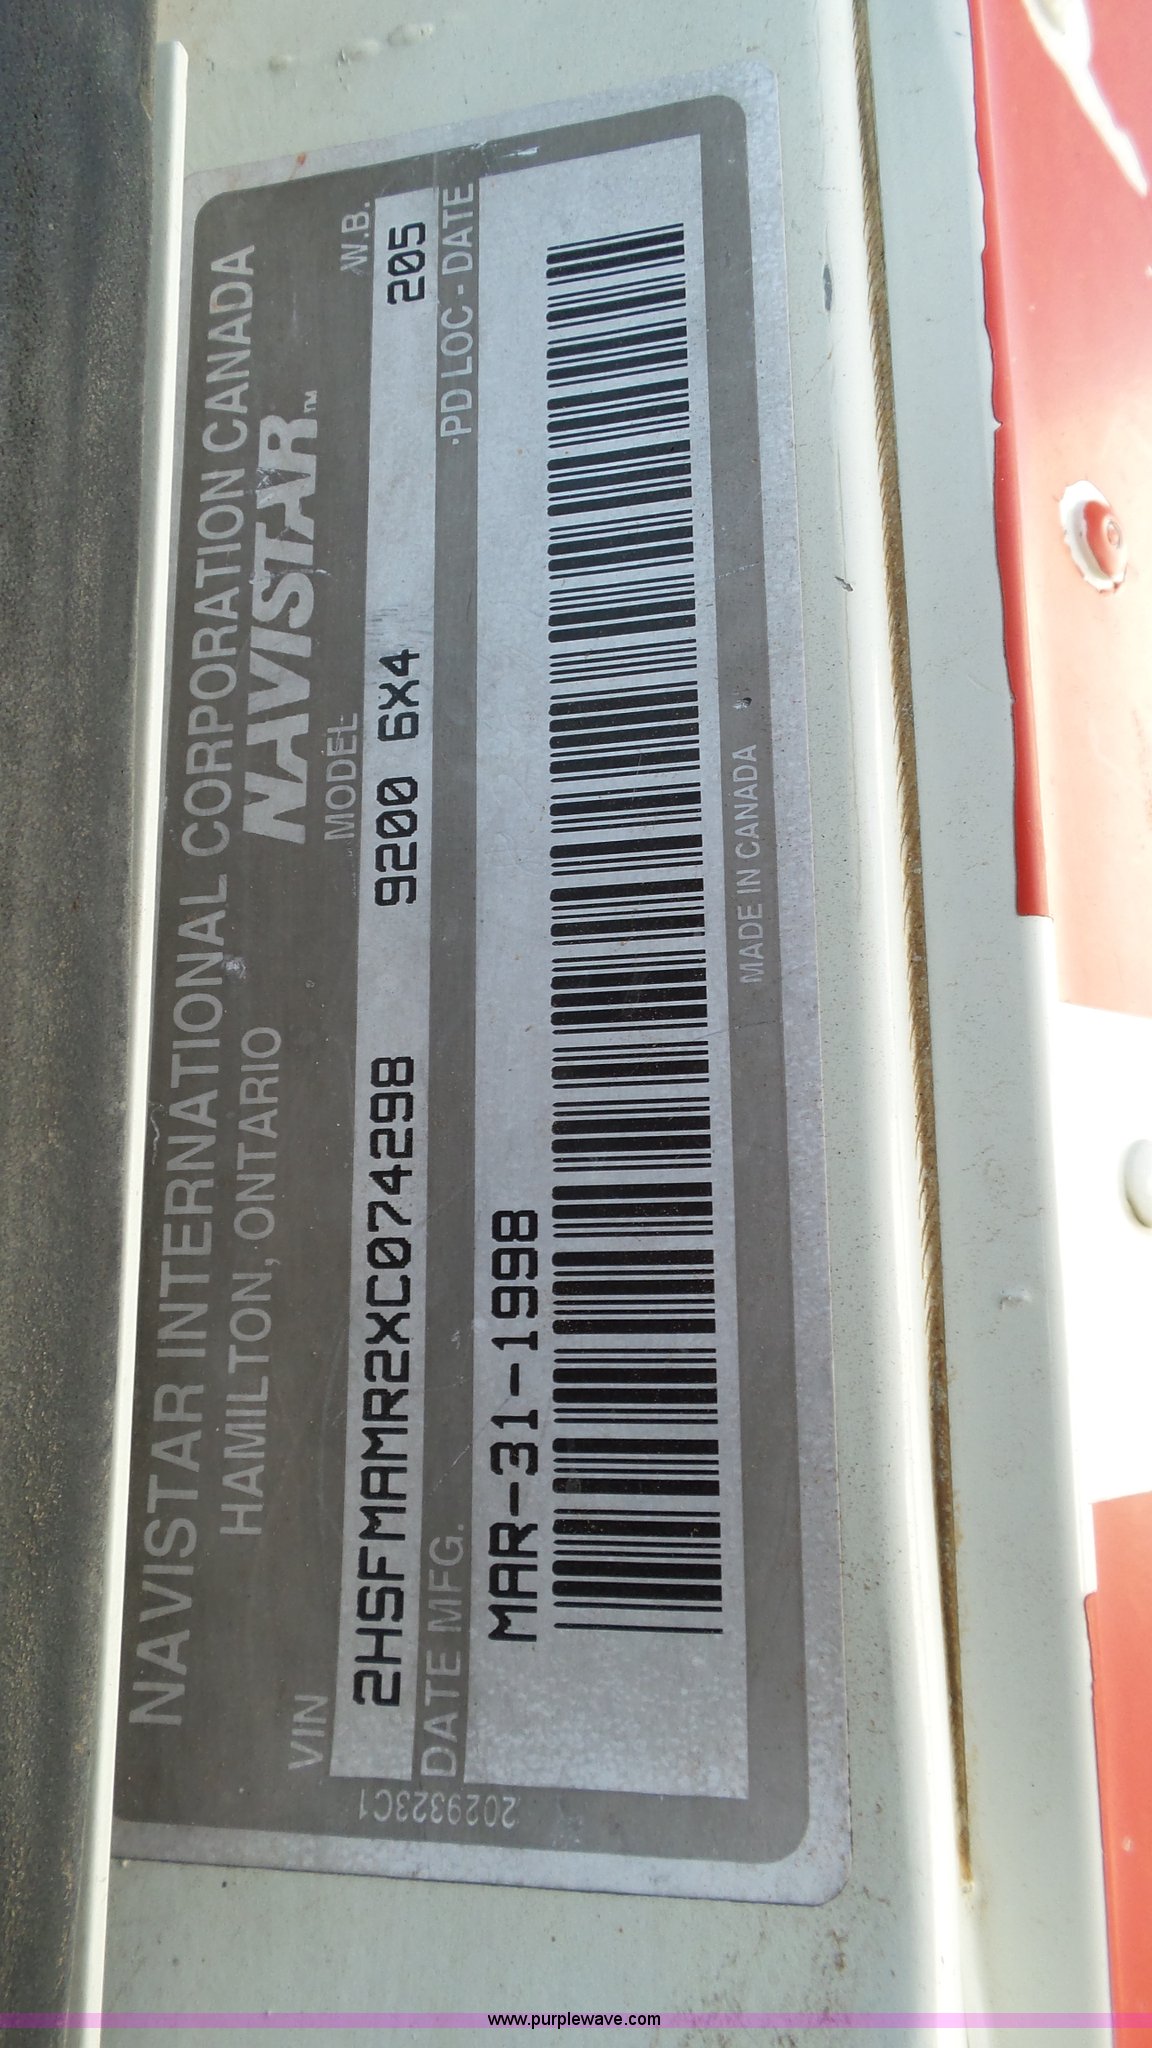 NAVISTAR INTERNATIONAL CORPORATION CANADA
HAMILTON, ONTARIO
NAVISTAR™
VIN MODEL W.B.
2HSFMAMR2XC074298 9200 6X4 205
DATE MFG. PD LOC - DATE
MAR-31-1998
MADE IN CANADA
2029323C1
www.purplewave.com